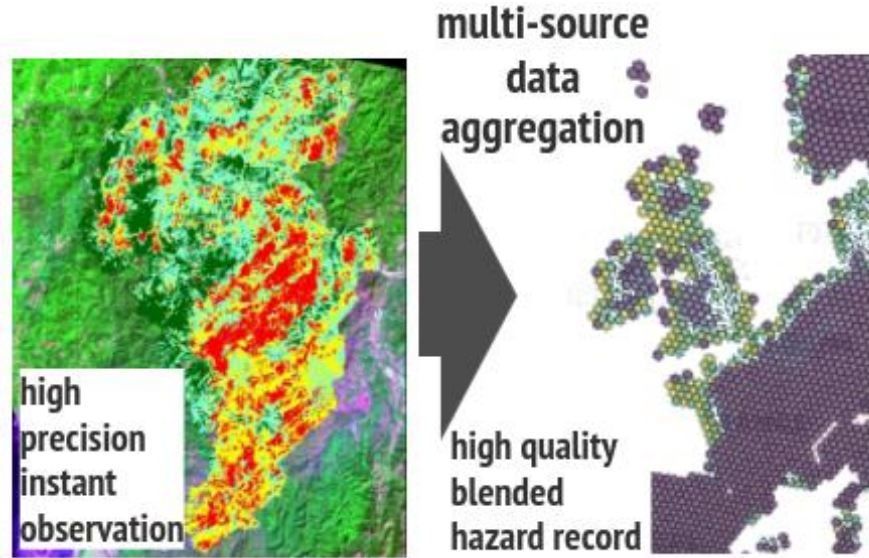 multi-source
data
aggregation
high
precision
instant
observation
high quality
blended
hazard record